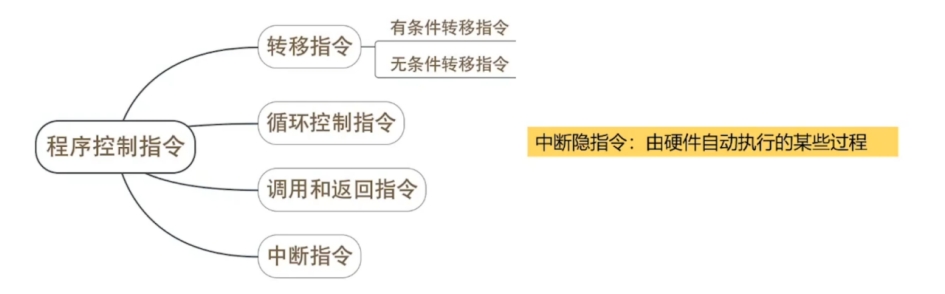 程序控制指令
转移指令
有条件转移指令
无条件转移指令
循环控制指令
调用和返回指令
中断指令
中断隐指令：由硬件自动执行的某些过程